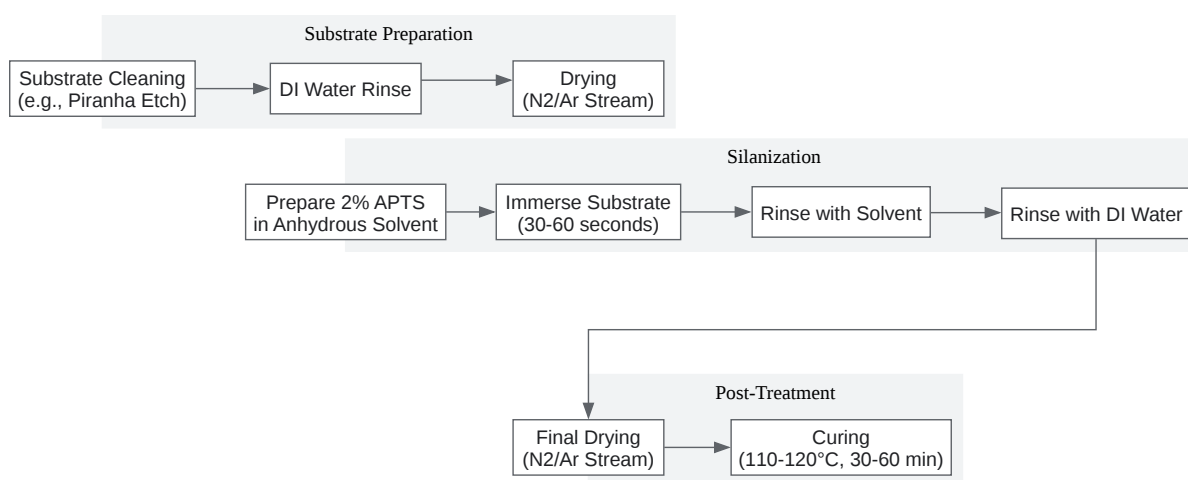 Substrate Preparation
Substrate Cleaning
(e.g., Piranha Etch)
DI Water Rinse
Drying
(N2/Ar Stream)
Silanization
Prepare 2% APTS
in Anhydrous Solvent
Immerse Substrate
(30-60 seconds)
Rinse with Solvent
Rinse with DI Water
Post-Treatment
Final Drying
(N2/Ar Stream)
Curing
(110-120°C, 30-60 min)